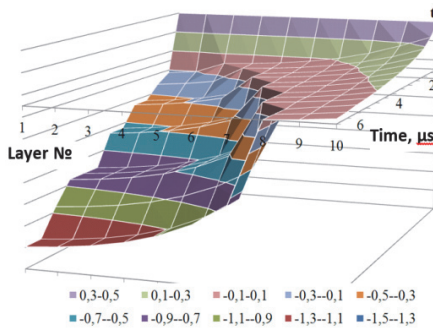 t
2
4
6
Time, μs
1 2 3 4 5 6 7 8 9 10
Layer №
0,3-0,5 0,1-0,3 -0,1-0,1 -0,3--0,1 -0,5--0,3
-0,7--0,5 -0,9--0,7 -1,1--0,9 -1,3--1,1 -1,5--1,3